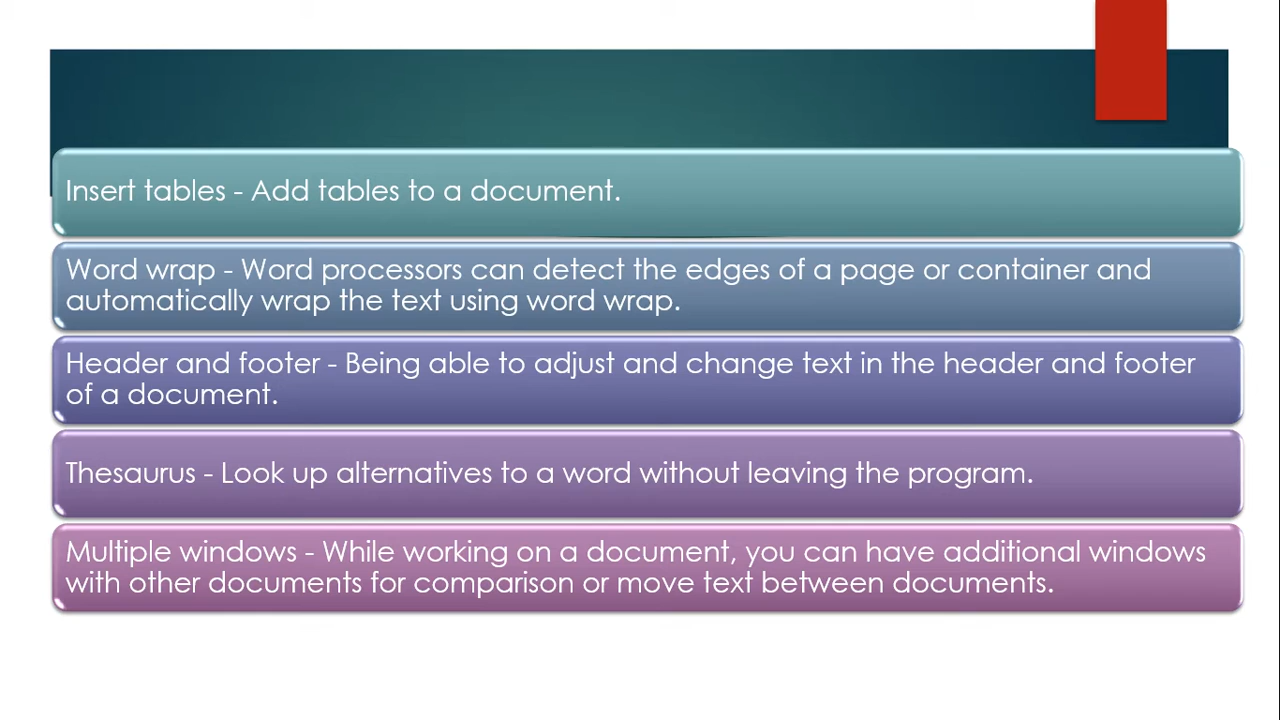 Insert tables - Add tables to a document.
Word wrap - Word processors can detect the edges of a page or container and
automatically wrap the text using word wrap.
Header and footer - Being able to adjust and change text in the header and footer
of a document.
Thesaurus - Look up alternatives to a word without leaving the program.
Multiple windows - While working on a document, you can have additional windows
with other documents for comparison or move text between documents.